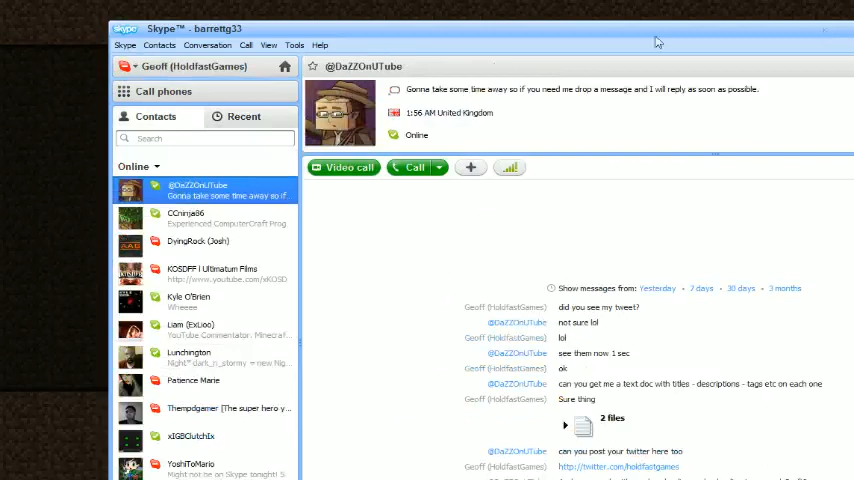 Skype™ - barrettg33
Skype Contacts Conversation Call View Tools Help
Geoff (HoldfastGames)
Call phones
Contacts Recent
Search
Online
@DaZZOnUTube
Gonna take some time away so if...
CCninja86
Experienced ComputerCraft Prog
DyingRock (Josh)
KOSDFF i Ultimatum Films
http://www.youtube.com/xKOSD
Kyle O'Brien
Wheeee
Liam (ExiJoo)
YouTube Commentator. Minecraf...
Lunchington
Night* dark_n_stormy = new Nig...
Patience Marie
Thempdgamer [The super hero y...
xIGBClutchIx
YoshiToMario
Might not be on Skype tonight! S
@DaZZOnUTube
Gonna take some time away so if you need me drop a message and I will reply as soon as possible.
1:56 AM United Kingdom
Online
Video call Call
Show messages from: Yesterday • 7 days • 30 days • 3 months
Geoff (HoldfastGames) did you see my tweet?
@DaZZOnUTube not sure lol
Geoff (HoldfastGames) lol
@DaZZOnUTube see them now 1 sec
Geoff (HoldfastGames) ok
@DaZZOnUTube can you get me a text doc with titles - descriptions - tags etc on each one
Geoff (HoldfastGames) Sure thing
2 files
@DaZZOnUTube can you post your twitter here too
Geoff (HoldfastGames) http://twitter.com/holdfastgames